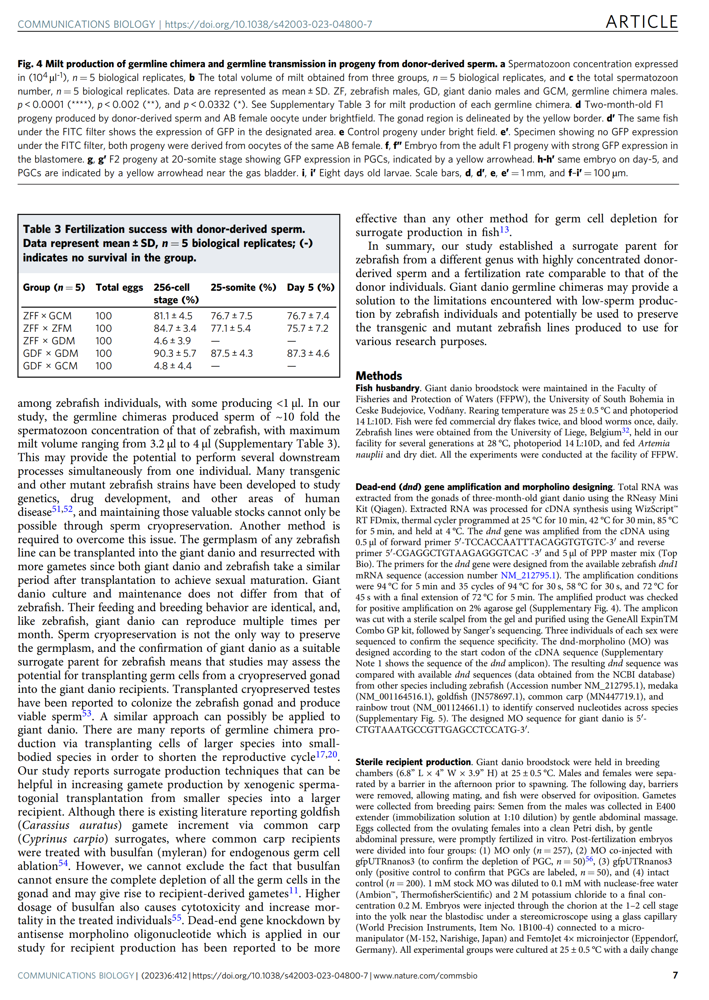 COMMUNICATIONS BIOLOGY | https://doi.org/10.1038/s42003-023-04800-7
ARTICLE
Fig. 4 Milt production of germline chimera and germline transmission in progeny from donor-derived sperm. a Spermatozoon concentration expressed
in (10⁴ μl⁻¹), n = 5 biological replicates, b The total volume of milt obtained from three groups, n = 5 biological replicates, and c the total spermatozoon
number, n = 5 biological replicates. Data are represented as mean ± SD. ZF, zebrafish males, GD, giant danio males and GCM, germline chimera males.
p < 0.0001 (****), p < 0.002 (**), and p < 0.0332 (*). See Supplementary Table 3 for milt production of each germline chimera. d Two-month-old F1
progeny produced by donor-derived sperm and AB female oocyte under brightfield. The gonad region is delineated by the yellow border. d′ The same fish
under the FITC filter shows the expression of GFP in the designated area. e Control progeny under bright field. e′. Specimen showing no GFP expression
under the FITC filter, both progeny were derived from oocytes of the same AB female. f, f″ Embryo from the adult F1 progeny with strong GFP expression in
the blastomere. g, g′ F2 progeny at 20-somite stage showing GFP expression in PGCs, indicated by a yellow arrowhead. h-h′ same embryo on day-5, and
PGCs are indicated by a yellow arrowhead near the gas bladder. i, i′ Eight days old larvae. Scale bars, d, d′, e, e′ = 1 mm, and f–i′ = 100 μm.
Table 3 Fertilization success with donor-derived sperm.
Data represent mean ± SD, n = 5 biological replicates; (-)
indicates no survival in the group.
Group (n = 5) Total eggs 256-cell 25-somite (%) Day 5 (%)
stage (%)
ZFF × GCM 100 81.1 ± 4.5 76.7 ± 7.5 76.7 ± 7.4
ZFF × ZFM 100 84.7 ± 3.4 77.1 ± 5.4 75.7 ± 7.2
ZFF × GDM 100 4.6 ± 3.9 — —
GDF × GDM 100 90.3 ± 5.7 87.5 ± 4.3 87.3 ± 4.6
GDF × GCM 100 4.8 ± 4.4 — —
among zebrafish individuals, with some producing <1 μl. In our
study, the germline chimeras produced sperm of ~10 fold the
spermatozoon concentration of that of zebrafish, with maximum
milt volume ranging from 3.2 μl to 4 μl (Supplementary Table 3).
This may provide the potential to perform several downstream
processes simultaneously from one individual. Many transgenic
and other mutant zebrafish strains have been developed to study
genetics, drug development, and other areas of human
disease51,52, and maintaining those valuable stocks cannot only be
possible through sperm cryopreservation. Another method is
required to overcome this issue. The germplasm of any zebrafish
line can be transplanted into the giant danio and resurrected with
more gametes since both giant danio and zebrafish take a similar
period after transplantation to achieve sexual maturation. Giant
danio culture and maintenance does not differ from that of
zebrafish. Their feeding and breeding behavior are identical, and,
like zebrafish, giant danio can reproduce multiple times per
month. Sperm cryopreservation is not the only way to preserve
the germplasm, and the confirmation of giant danio as a suitable
surrogate parent for zebrafish means that studies may assess the
potential for transplanting germ cells from a cryopreserved gonad
into the giant danio recipients. Transplanted cryopreserved testes
have been reported to colonize the zebrafish gonad and produce
viable sperm53. A similar approach can possibly be applied to
giant danio. There are many reports of germline chimera pro-
duction via transplanting cells of larger species into small-
bodied species in order to shorten the reproductive cycle17,20.
Our study reports surrogate production techniques that can be
helpful in increasing gamete production by xenogenic sperma-
togonial transplantation from smaller species into a larger
recipient. Although there is existing literature reporting goldfish
(Carassius auratus) gamete increment via common carp
(Cyprinus carpio) surrogates, where common carp recipients
were treated with busulfan (myleran) for endogenous germ cell
ablation54. However, we cannot exclude the fact that busulfan
cannot ensure the complete depletion of all the germ cells in the
gonad and may give rise to recipient-derived gametes11. Higher
dosage of busulfan also causes cytotoxicity and increase mor-
tality in the treated individuals55. Dead-end gene knockdown by
antisense morpholino oligonucleotide which is applied in our
study for recipient production has been reported to be more
effective than any other method for germ cell depletion for
surrogate production in fish13.
In summary, our study established a surrogate parent for
zebrafish from a different genus with highly concentrated donor-
derived sperm and a fertilization rate comparable to that of the
donor individuals. Giant danio germline chimeras may provide a
solution to the limitations encountered with low-sperm produc-
tion by zebrafish individuals and potentially be used to preserve
the transgenic and mutant zebrafish lines produced to use for
various research purposes.
Methods
Fish husbandry. Giant danio broodstock were maintained in the Faculty of
Fisheries and Protection of Waters (FFPW), the University of South Bohemia in
Ceske Budejovice, Vodňany. Rearing temperature was 25 ± 0.5 °C and photoperiod
14 L:10D. Fish were fed commercial dry flakes twice, and blood worms once, daily.
Zebrafish lines were obtained from the University of Liege, Belgium32, held in our
facility for several generations at 28 °C, photoperiod 14 L:10D, and fed Artemia
nauplii and dry diet. All the experiments were conducted at the facility of FFPW.
Dead-end (dnd) gene amplification and morpholino designing. Total RNA was
extracted from the gonads of three-month-old giant danio using the RNeasy Mini
Kit (Qiagen). Extracted RNA was processed for cDNA synthesis using WizScript™
RT FDmix, thermal cycler programmed at 25 °C for 10 min, 42 °C for 30 min, 85 °C
for 5 min, and held at 4 °C. The dnd gene was amplified from the cDNA using
0.5 μl of forward primer 5′-TCCACCAATTTACAGGTGTGTC-3′ and reverse
primer 5′-CGAGGCTGTAAGAGGGTCAC -3′ and 5 μl of PPP master mix (Top
Bio). The primers for the dnd gene were designed from the available zebrafish dnd1
mRNA sequence (accession number NM_212795.1). The amplification conditions
were 94 °C for 5 min and 35 cycles of 94 °C for 30 s, 58 °C for 30 s, and 72 °C for
45 s with a final extension of 72 °C for 5 min. The amplified product was checked
for positive amplification on 2% agarose gel (Supplementary Fig. 4). The amplicon
was cut with a sterile scalpel from the gel and purified using the GeneAll ExpinTM
Combo GP kit, followed by Sanger's sequencing. Three individuals of each sex were
sequenced to confirm the sequence specificity. The dnd-morpholino (MO) was
designed according to the start codon of the cDNA sequence (Supplementary
Note 1 shows the sequence of the dnd amplicon). The resulting dnd sequence was
compared with available dnd sequences (data obtained from the NCBI database)
from other species including zebrafish (Accession number NM_212795.1), medaka
(NM_001164516.1), goldfish (JN578697.1), common carp (MN447719.1), and
rainbow trout (NM_001124661.1) to identify conserved nucleotides across species
(Supplementary Fig. 5). The designed MO sequence for giant danio is 5′-
CTGTAAATGCCGTTGAGCCTCCATG-3′.
Sterile recipient production. Giant danio broodstock were held in breeding
chambers (6.8” L × 4” W × 3.9” H) at 25 ± 0.5 °C. Males and females were sepa-
rated by a barrier in the afternoon prior to spawning. The following day, barriers
were removed, allowing mating, and fish were observed for oviposition. Gametes
were collected from breeding pairs: Semen from the males was collected in E400
extender (immobilization solution at 1:10 dilution) by gentle abdominal massage.
Eggs collected from the ovulating females into a clean Petri dish, by gentle
abdominal pressure, were promptly fertilized in vitro. Post-fertilization embryos
were divided into four groups: (1) MO only (n = 257), (2) MO co-injected with
gfpUTRnanos3 (to confirm the depletion of PGC, n = 50)56, (3) gfpUTRnanos3
only (positive control to confirm that PGCs are labeled, n = 50), and (4) intact
control (n = 200). 1 mM stock MO was diluted to 0.1 mM with nuclease-free water
(Ambion™, ThermofisherScientific) and 2 M potassium chloride to a final con-
centration 0.2 M. Embryos were injected through the chorion at the 1–2 cell stage
into the yolk near the blastodisc under a stereomicroscope using a glass capillary
(World Precision Instruments, Item No. 1B100-4) connected to a micro-
manipulator (M-152, Narishige, Japan) and FemtoJet 4× microinjector (Eppendorf,
Germany). All experimental groups were cultured at 25 ± 0.5 °C with a daily change
COMMUNICATIONS BIOLOGY | (2023)6:412 | https://doi.org/10.1038/s42003-023-04800-7 | www.nature.com/commsbio
7